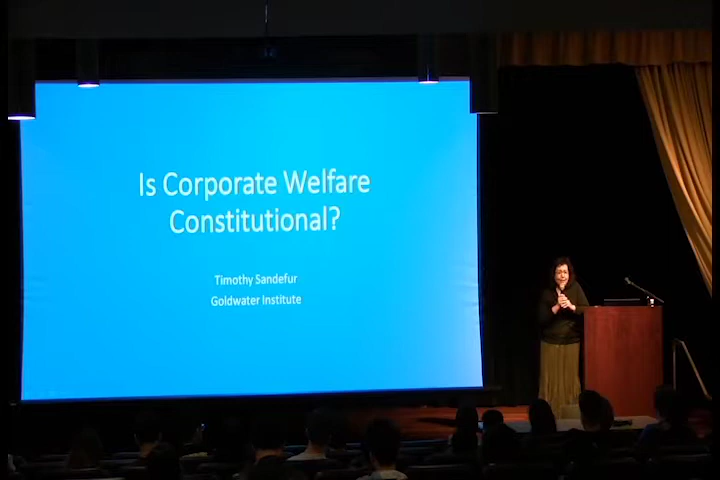 Is Corporate Welfare
Constitutional?
Timothy Sandefur
Goldwater Institute